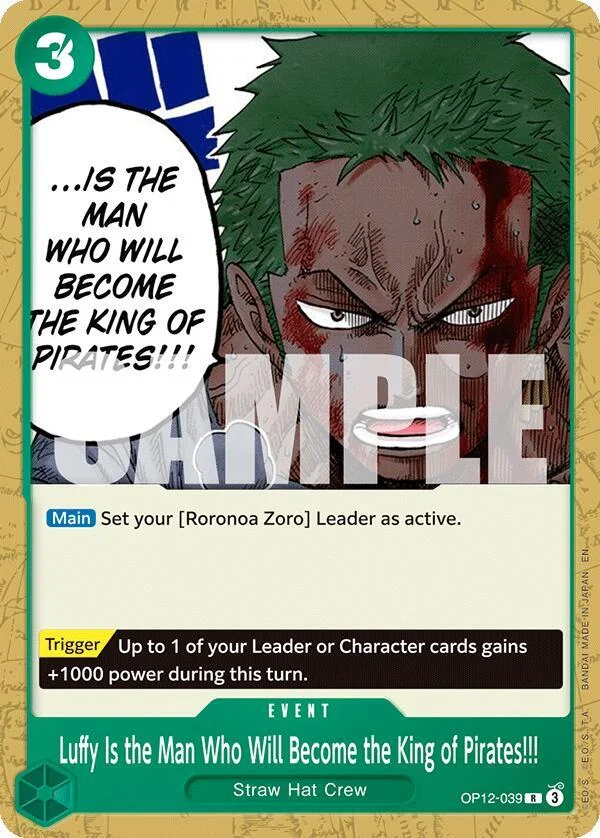 3
...IS THE
MAN
WHO WILL
BECOME
THE KING OF
PIRATES!!!
SAMPLE
Main Set your [Roronoa Zoro] Leader as active.
Trigger Up to 1 of your Leader or Character cards gains
+1000 power during this turn.
EVENT
Luffy Is the Man Who Will Become the King of Pirates!!!
Straw Hat Crew
OP12-039 R 3
©E.O./S. ©E.O./S.,T.A. BANDAI MADE IN JAPAN EN